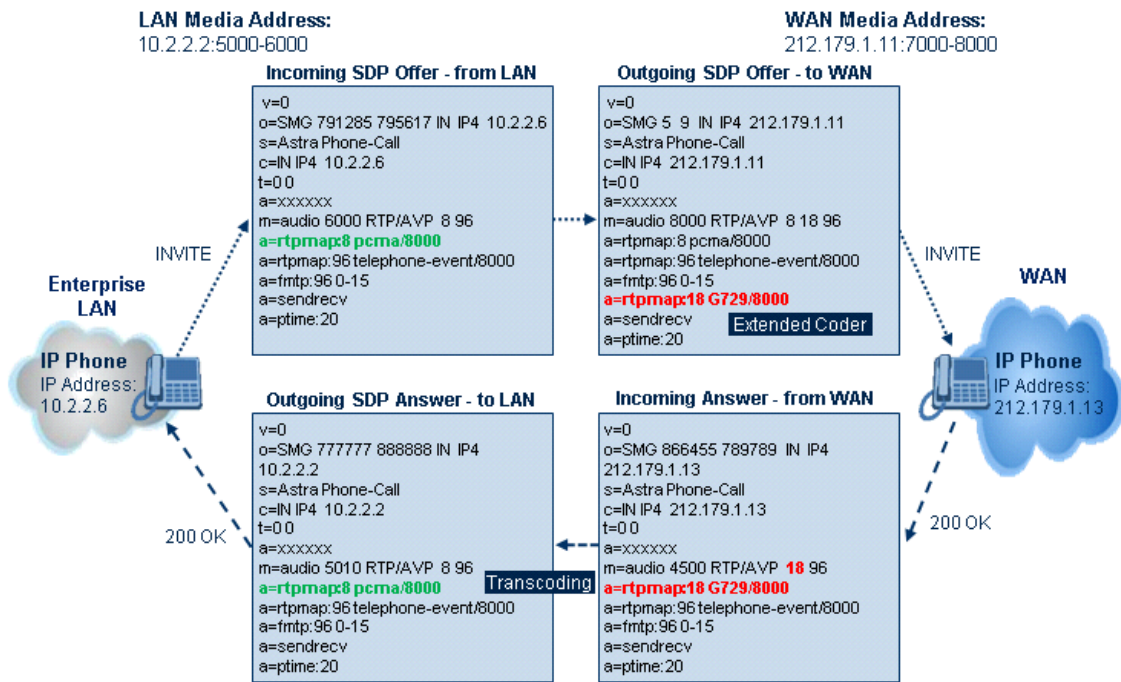 LAN Media Address:
10.2.2.2:5000-6000
WAN Media Address:
212.179.1.11:7000-8000
Incoming SDP Offer - from LAN
v=0
o=SMG 791285 795617 IN IP4 10.2.2.6
s=Astra Phone-Call
c=IN IP4 10.2.2.6
t=0 0
a=xxxxxx
m=audio 6000 RTP/AVP 8 96
a=rtpmap:8 pcma/8000
a=rtpmap:96 telephone-event/8000
a=fmtp:96 0-15
a=sendrecv
a=ptime:20
Outgoing SDP Offer - to WAN
v=0
o=SMG 5 9 IN IP4 212.179.1.11
s=Astra Phone-Call
c=IN IP4 212.179.1.11
t=0 0
a=xxxxxx
m=audio 8000 RTP/AVP 8 18 96
a=rtpmap:8 pcma/8000
a=rtpmap:96 telephone-event/8000
a=fmtp:96 0-15
a=rtpmap:18 G729/8000
a=sendrecv
Extended Coder
a=ptime:20
INVITE
INVITE
Enterprise
LAN
IP Phone
IP Address:
10.2.2.6
WAN
IP Phone
IP Address:
212.179.1.13
Outgoing SDP Answer - to LAN
v=0
o=SMG 777777 888888 IN IP4
10.2.2.2
s=Astra Phone-Call
c=IN IP4 10.2.2.2
t=0 0
a=xxxxxx
m=audio 5010 RTP/AVP 8 96
a=rtpmap:8 pcma/8000
a=rtpmap:96 telephone-event/8000
a=fmtp:96 0-15
a=sendrecv
a=ptime:20
Transcoding
Incoming Answer - from WAN
v=0
o=SMG 866455 789789 IN IP4
212.179.1.13
s=Astra Phone-Call
c=IN IP4 212.179.1.13
t=0 0
a=xxxxxx
m=audio 4500 RTP/AVP 18 96
a=rtpmap:18 G729/8000
a=rtpmap:96 telephone-event/8000
a=fmtp:96 0-15
a=sendrecv
a=ptime:20
200 OK
200 OK